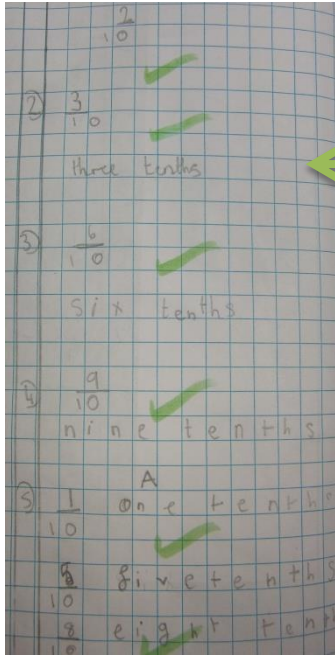 2
10
② 3
10
three tenths
③ 6
10
six tenths
④ 9
10
nine tenths
A
⑤ 1 one tenths
10
5 five tenths
10
8 eight tenth
10